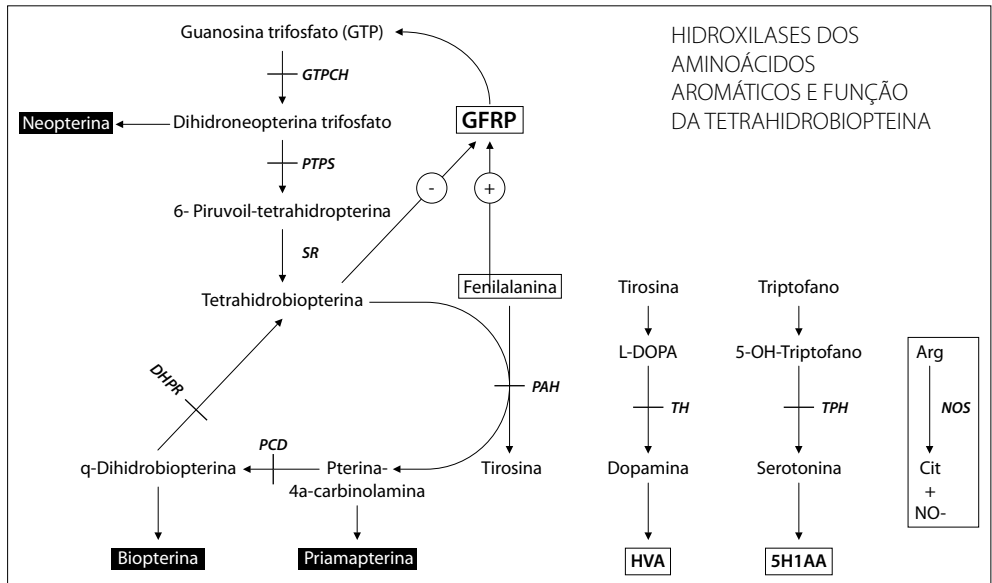 Guanosina trifosfato (GTP)
HIDROXILASES DOS
AMINOÁCIDOS
AROMÁTICOS E FUNÇÃO
DA TETRAHIDROBIOPTEINA
GTPCH
Neopterina
Dihidroneopterina trifosfato
GFRP
PTPS
-
+
6- Piruvoil-tetrahidropterina
SR
Tetrahidrobiopterina
Fenilalanina
Tirosina
Triptofano
L-DOPA
5-OH-Triptofano
Arg
DHPR
PAH
TH
TPH
NOS
PCD
q-Dihidrobiopterina
Pterina-
4a-carbinolamina
Tirosina
Dopamina
Serotonina
Cit
+
NO-
Biopterina
Priamapterina
HVA
5H1AA